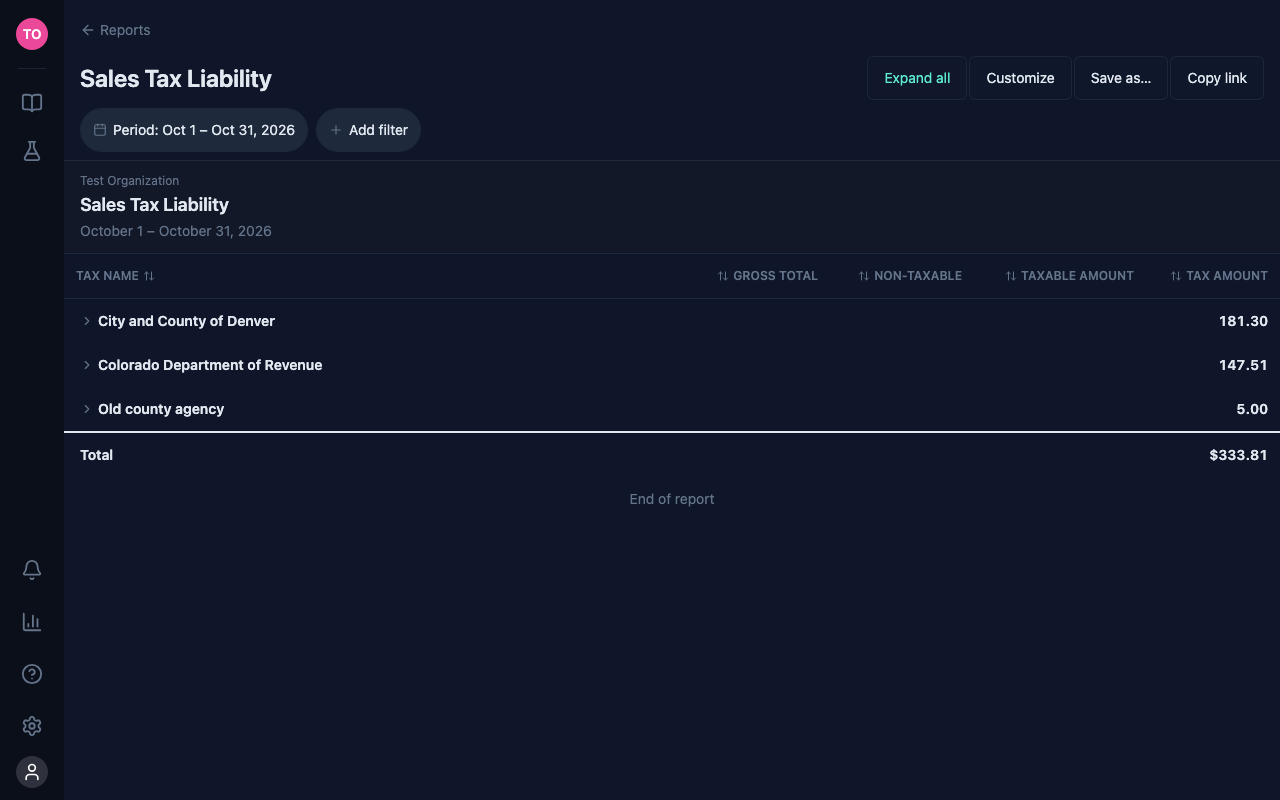 TO
Reports
Sales Tax Liability
Expand all
Customize
Save as...
Copy link
Period: Oct 1 – Oct 31, 2026
Add filter
Test Organization
Sales Tax Liability
October 1 – October 31, 2026
TAX NAME GROSS TOTAL NON-TAXABLE TAXABLE AMOUNT TAX AMOUNT
City and County of Denver 181.30
Colorado Department of Revenue 147.51
Old county agency 5.00
Total $333.81
End of report